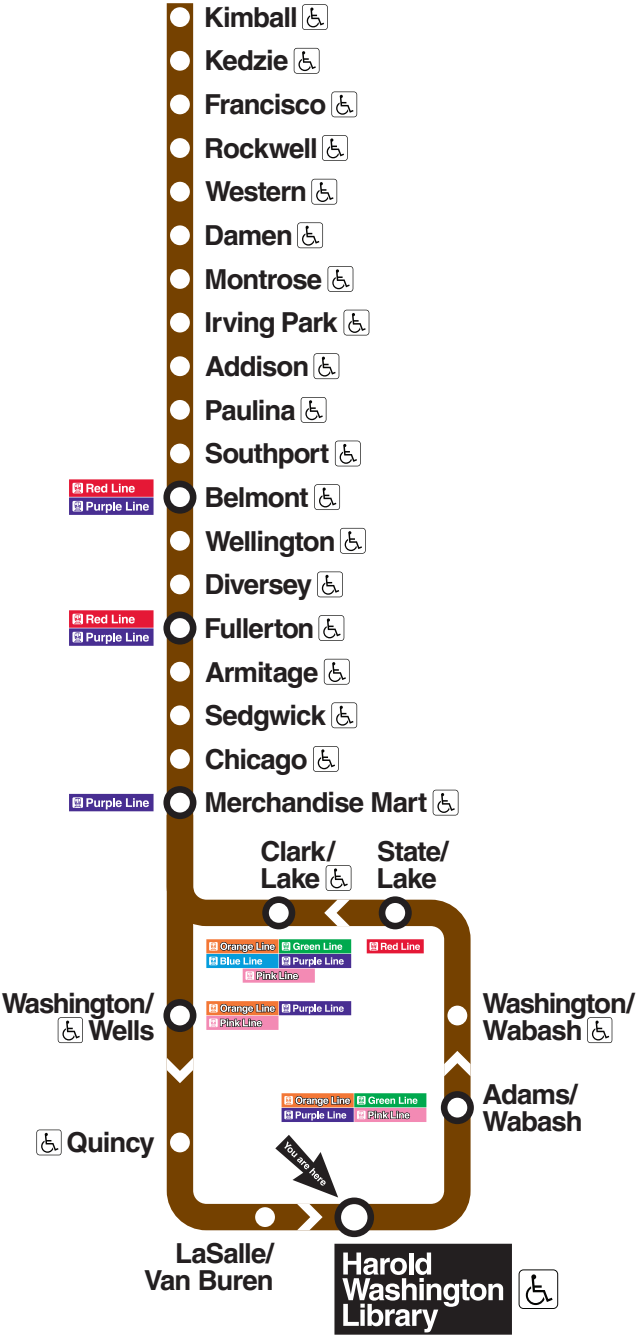 Kimball
Kedzie
Francisco
Rockwell
Western
Damen
Montrose
Irving Park
Addison
Paulina
Southport
Red Line
Purple Line
Belmont
Wellington
Diversey
Red Line
Purple Line
Fullerton
Armitage
Sedgwick
Chicago
Purple Line
Merchandise Mart
Clark/
Lake
State/
Lake
Orange Line
Green Line
Blue Line
Purple Line
Pink Line
Red Line
Washington/
Wells
Orange Line
Purple Line
Pink Line
Washington/
Wabash
Orange Line
Green Line
Purple Line
Pink Line
Adams/
Wabash
Quincy
You are here
LaSalle/
Van Buren
Harold
Washington
Library